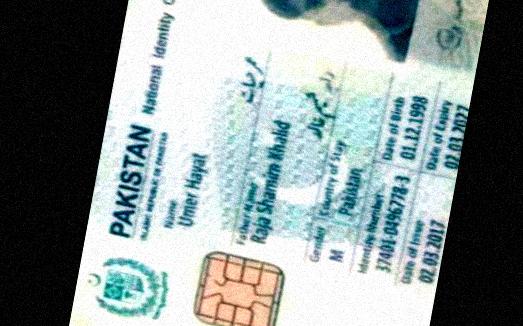 PAKISTAN National Identity C
ISLAMIC REPUBLIC OF PAKISTAN
Name
Umer Hayat
عمر حیات
Father Name
Raja Shamim Khalid
راجہ شمیم خالد
Gender Country of Stay
M Pakistan
Identity Number Date of Birth
37403-0496778-3 01.12.1998
Date of Issue Date of Expiry
02.03.2017 02.03.2027